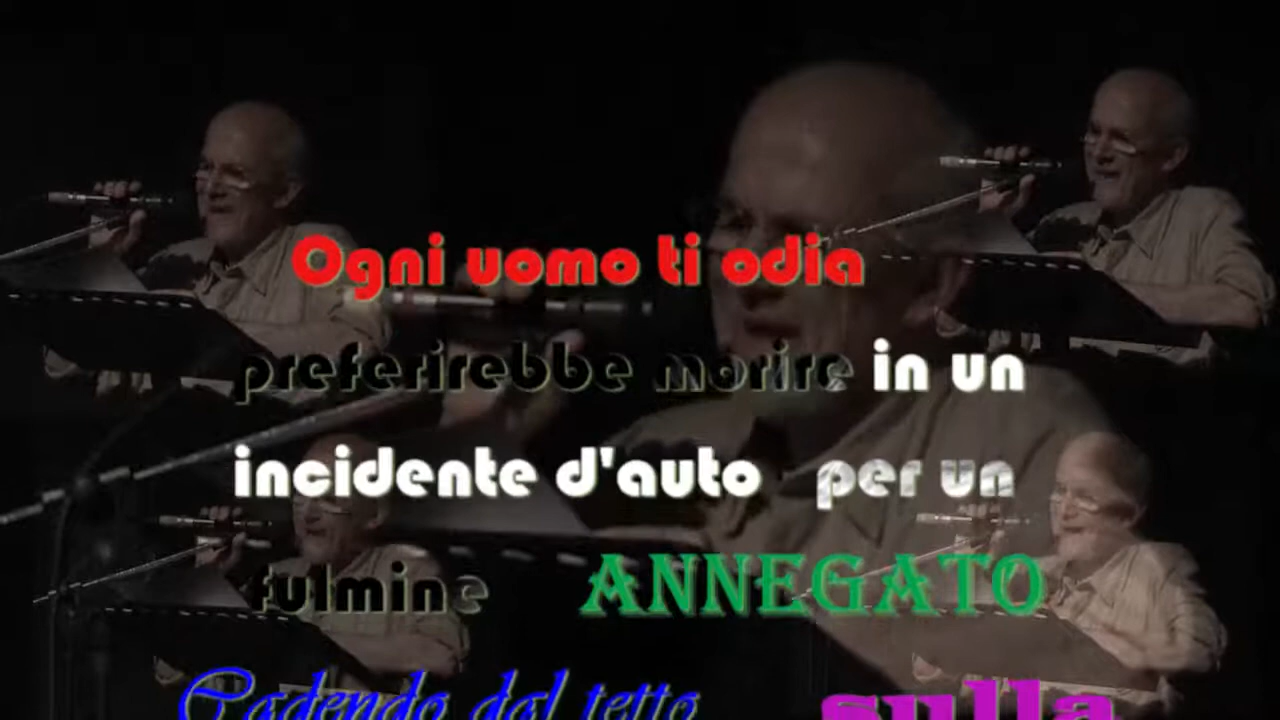 Ogni uomo ti odia
preferirebbe morire in un
incidente d'auto per un
fulmine ANNEGATO
Cadendo dal tetto sulla